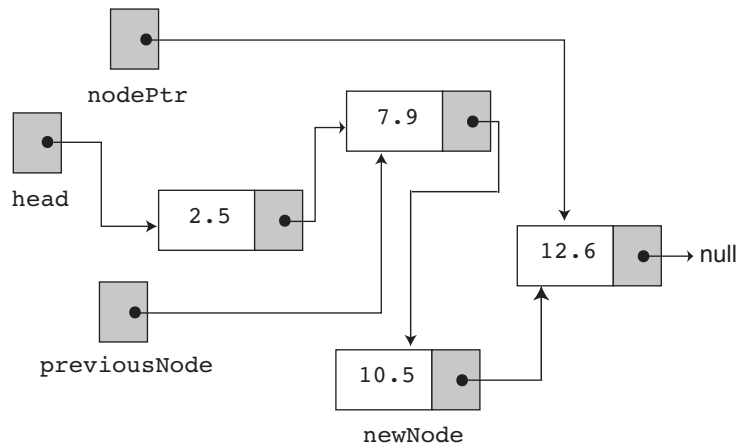 nodePtr
7.9
head
2.5
12.6
null
previousNode
10.5
newNode